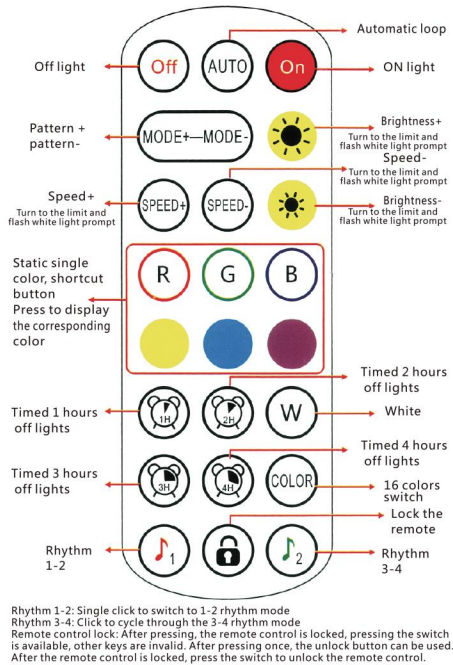 Automatic loop
Off light
Off
AUTO
On
ON light
Pattern +
pattern-
MODE+—MODE-
Brightness+
Turn to the limit and
flash white light prompt
Speed-
Turn to the limit and
flash white light prompt
Speed+
Turn to the limit and
flash white light prompt
SPEED+
SPEED-
Brightness-
Turn to the limit and
flash white light prompt
Static single
color, shortcut
button
Press to display
the corresponding
color
R
G
B
Timed 2 hours
off lights
Timed 1 hours
off lights
1H
2H
W
White
Timed 4 hours
off lights
Timed 3 hours
off lights
3H
4H
COLOR
16 colors
switch
Lock the
remote
Rhythm
1-2
1
2
Rhythm
3-4
Rhythm 1-2: Single click to switch to 1-2 rhythm mode
Rhythm 3-4: Click to cycle through the 3-4 rhythm mode
Remote control lock: After pressing, the remote control is locked, pressing the switch
is available, other keys are invalid. After pressing once, the unlock button can be used.
After the remote control is locked, press the switch to unlock the remote control.